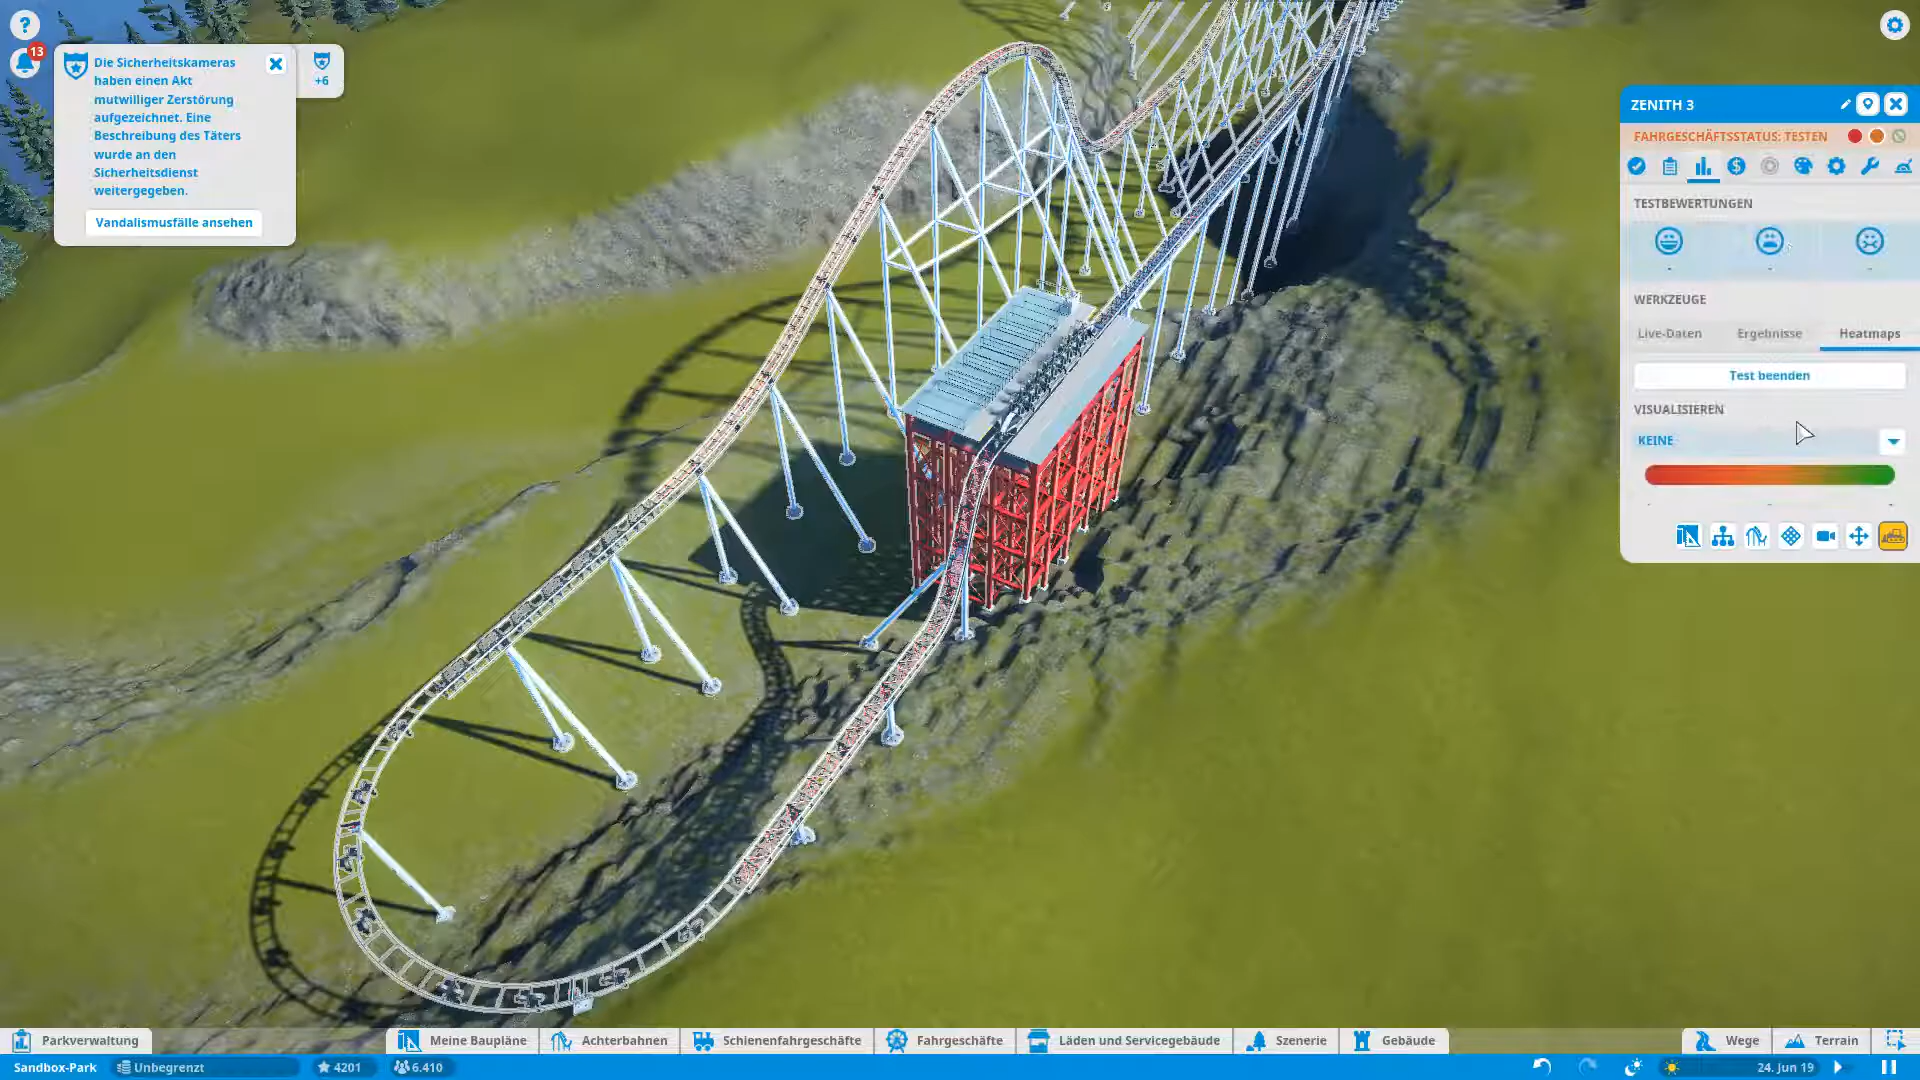 ?
13
Die Sicherheitskameras
haben einen Akt
mutwilliger Zerstörung
aufgezeichnet. Eine
Beschreibung des Täters
wurde an den
Sicherheitsdienst
weitergegeben.
Vandalismusfälle ansehen
+6
ZENITH 3
FAHRGESCHÄFTSSTATUS: TESTEN
TESTBEWERTUNGEN
- - -
WERKZEUGE
Live-Daten Ergebnisse Heatmaps
Test beenden
VISUALISIEREN
KEINE
- - -
Parkverwaltung Meine Baupläne Achterbahnen Schienenfahrgeschäfte Fahrgeschäfte Läden und Servicegebäude Szenerie Gebäude Wege Terrain
Sandbox-Park Unbegrenzt 4201 6.410 24. Jun 19